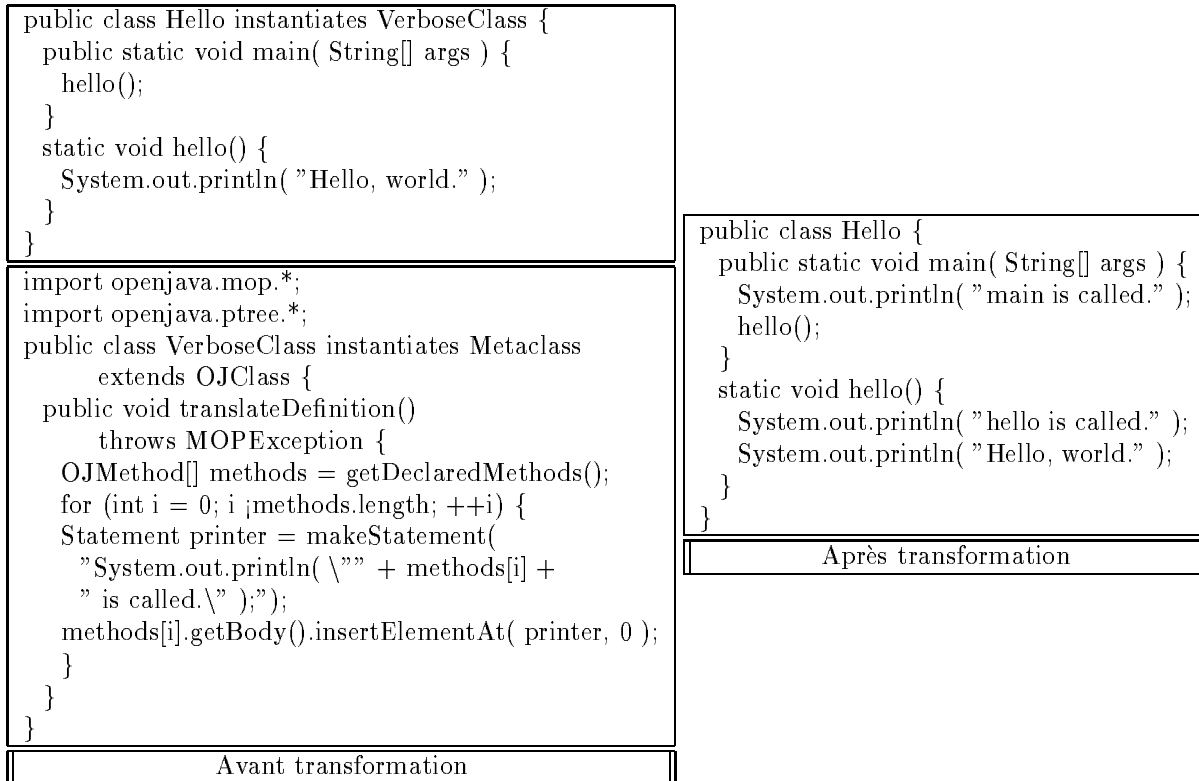 public class Hello instantiates VerboseClass {
public static void main( String[] args ) {
hello();
}
static void hello() {
System.out.println( ”Hello, world.” );
}
}
import openjava.mop.*;
import openjava.ptree.*;
public class VerboseClass instantiates Metaclass
extends OJClass {
public void translateDefinition()
throws MOPException {
OJMethod[] methods = getDeclaredMethods();
for (int i = 0; i ¡methods.length; ++i) {
Statement printer = makeStatement(
”System.out.println( \”” + methods[i] +
” is called.\” );”);
methods[i].getBody().insertElementAt( printer, 0 );
}
}
}
Avant transformation
public class Hello {
public static void main( String[] args ) {
System.out.println( ”main is called.” );
hello();
}
static void hello() {
System.out.println( ”hello is called.” );
System.out.println( ”Hello, world.” );
}
}
Après transformation